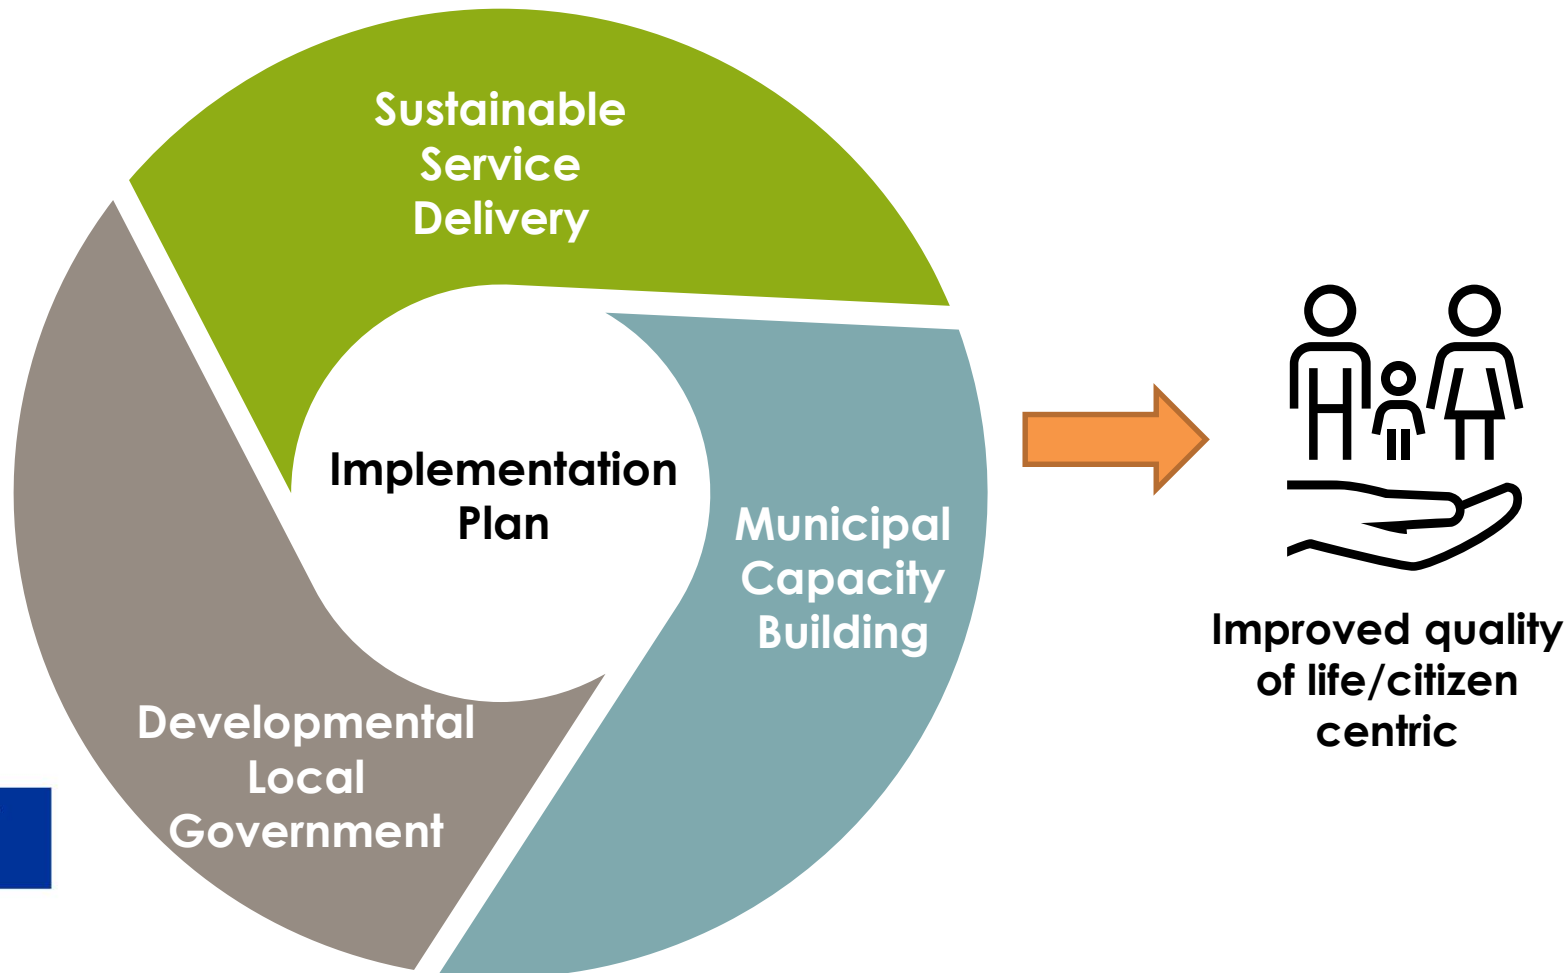 Sustainable
Service
Delivery
Implementation
Plan
Municipal
Capacity
Building
Developmental
Local
Government
Improved quality
of life/citizen
centric